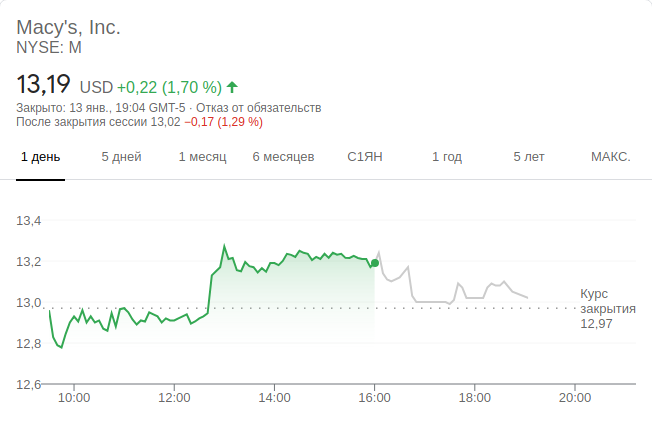 Macy's, Inc.
NYSE: M
13,19 USD +0,22 (1,70 %)
Закрыто: 13 янв., 19:04 GMT-5 · Отказ от обязательств
После закрытия сессии 13,02 −0,17 (1,29 %)
1 день 5 дней 1 месяц 6 месяцев С1ЯН 1 год 5 лет МАКС.
13,4
13,2
13,0
12,8
12,6
Курс
закрытия
12,97
10:00 12:00 14:00 16:00 18:00 20:00